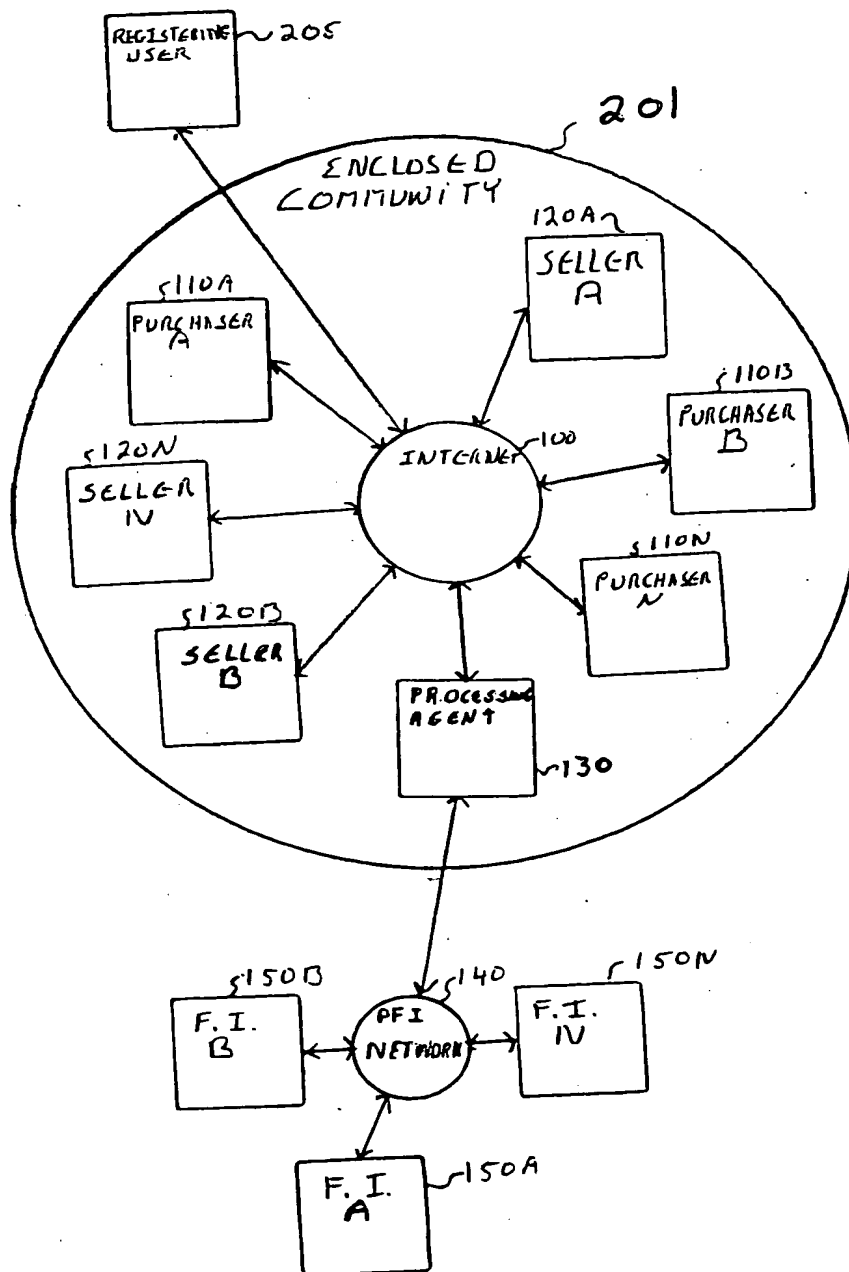 REGISTERING
USER
205
201
ENCLOSED
COMMUNITY
120A
SELLER
A
110A
PURCHASER
A
110B
PURCHASER
B
INTERNET
100
120N
SELLER
N
110N
PURCHASER
N
120B
SELLER
B
PROCESSING
AGENT
130
150B
F. I.
B
140
PFI
NETWORK
150N
F. I.
N
150A
F. I.
A